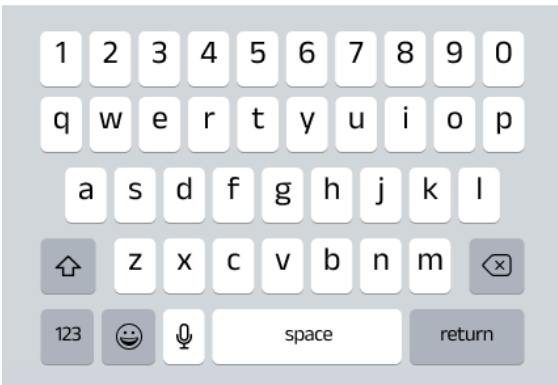 1 2 3 4 5 6 7 8 9 0
q w e r t y u i o p
a s d f g h j k l
z x c v b n m
123 space return